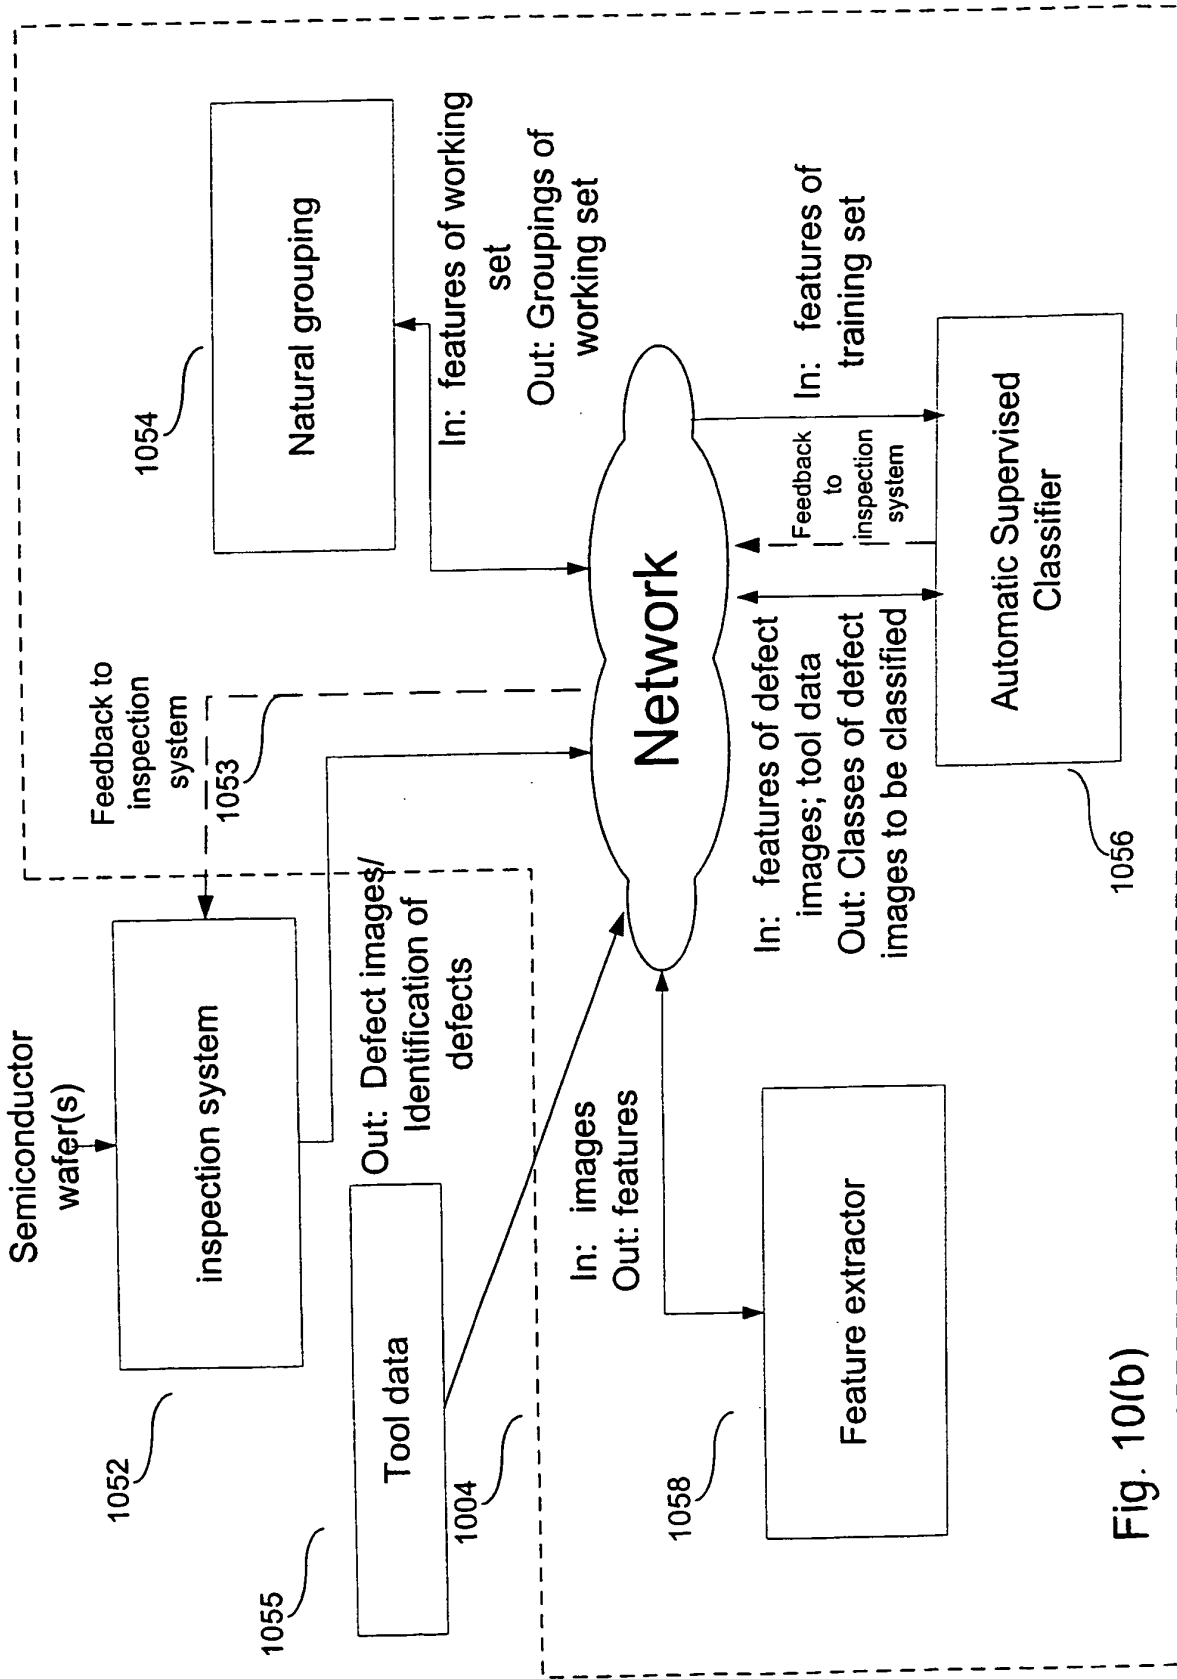 Semiconductor
wafer(s)
inspection system
1052
Feedback to
inspection
system
1053
1054
Natural grouping
In: features of working
set
Out: Groupings of
working set
1055
Tool data
1004
Out: Defect images/
Identification of
defects
Network
In: images
Out: features
1058
Feature extractor
In: features of defect
images; tool data
Out: Classes of defect
images to be classified
Feedback
to
inspection
system
In: features of
training set
1056
Automatic Supervised
Classifier
Fig. 10(b)